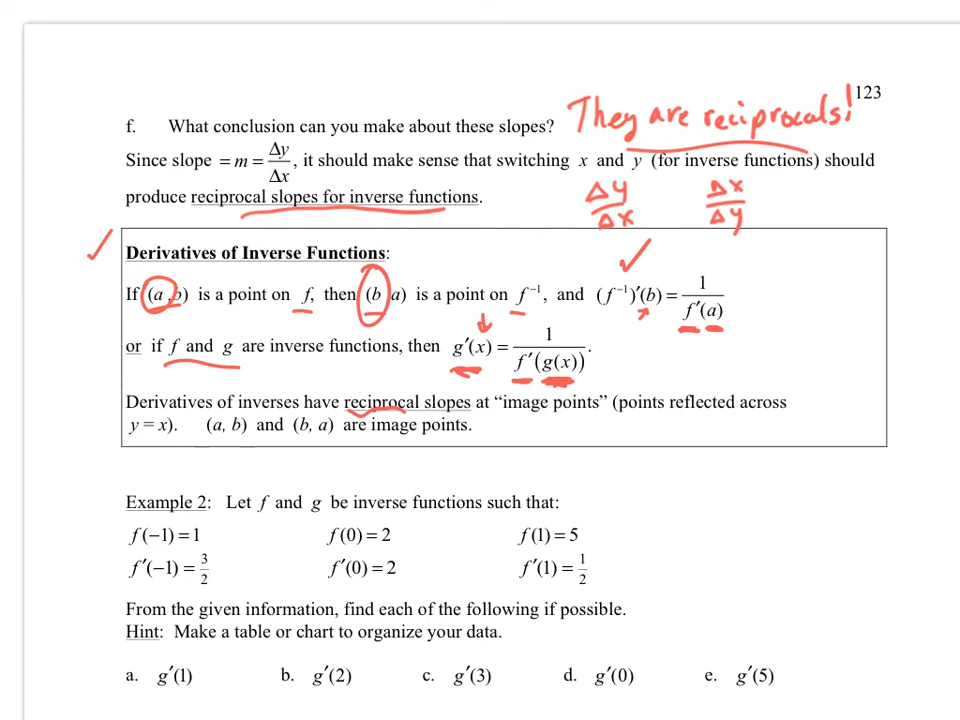 They are reciprocals!
123
f. What conclusion can you make about these slopes?
Since slope = m = Δy/Δx, it should make sense that switching x and y (for inverse functions) should
produce reciprocal slopes for inverse functions.
Δy/Δx Δx/Δy
Derivatives of Inverse Functions:
If (a, b) is a point on f, then (b, a) is a point on f⁻¹, and (f⁻¹)′(b) = 1/f′(a)
or if f and g are inverse functions, then g′(x) = 1/f′(g(x)).
Derivatives of inverses have reciprocal slopes at “image points” (points reflected across
y = x). (a, b) and (b, a) are image points.
Example 2: Let f and g be inverse functions such that:
f(−1) = 1 f(0) = 2 f(1) = 5
f′(−1) = 3/2 f′(0) = 2 f′(1) = 1/2
From the given information, find each of the following if possible.
Hint: Make a table or chart to organize your data.
a. g′(1) b. g′(2) c. g′(3) d. g′(0) e. g′(5)